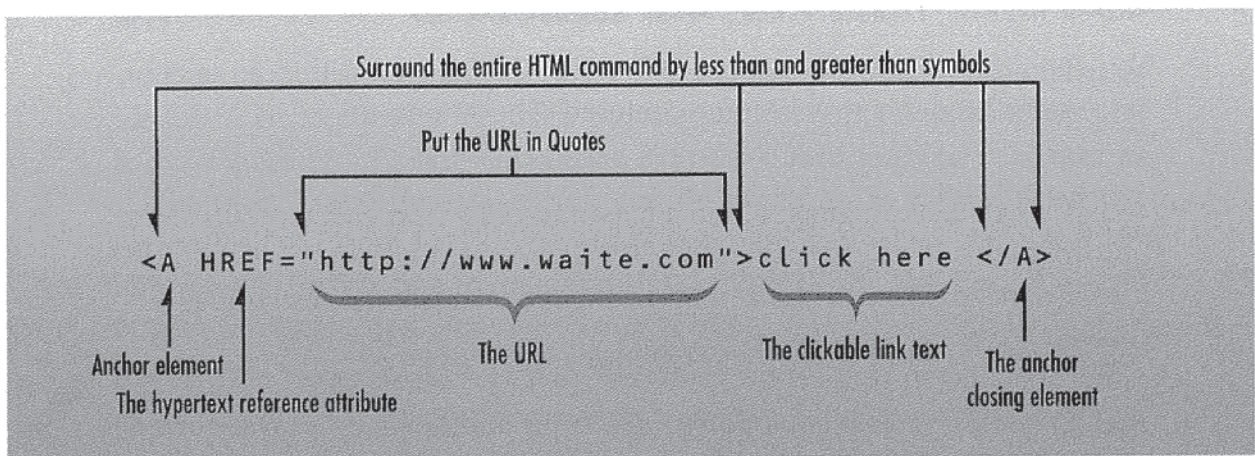 Surround the entire HTML command by less than and greater than symbols
Put the URL in Quotes
<A HREF="http://www.waite.com">click here </A>
Anchor element
The hypertext reference attribute
The URL
The clickable link text
The anchor
closing element